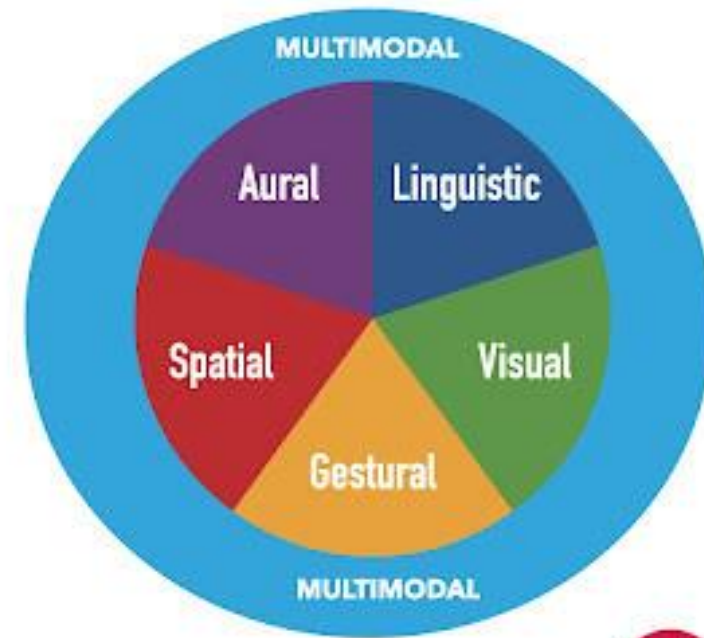 MULTIMODAL
Aural
Linguistic
Spatial
Visual
Gestural
MULTIMODAL